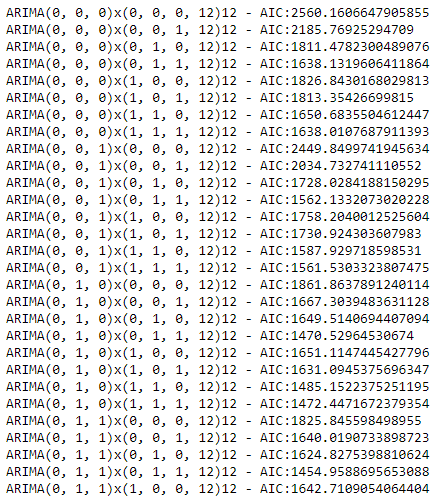 ARIMA(0, 0, 0)x(0, 0, 0, 12)12 - AIC:2560.1606647905855
ARIMA(0, 0, 0)x(0, 0, 1, 12)12 - AIC:2185.76925294709
ARIMA(0, 0, 0)x(0, 1, 0, 12)12 - AIC:1811.4782300489076
ARIMA(0, 0, 0)x(0, 1, 1, 12)12 - AIC:1638.1319606411864
ARIMA(0, 0, 0)x(1, 0, 0, 12)12 - AIC:1826.8430168029813
ARIMA(0, 0, 0)x(1, 0, 1, 12)12 - AIC:1813.35426699815
ARIMA(0, 0, 0)x(1, 1, 0, 12)12 - AIC:1650.6835504612447
ARIMA(0, 0, 0)x(1, 1, 1, 12)12 - AIC:1638.0107687911393
ARIMA(0, 0, 1)x(0, 0, 0, 12)12 - AIC:2449.8499741945634
ARIMA(0, 0, 1)x(0, 0, 1, 12)12 - AIC:2034.732741110552
ARIMA(0, 0, 1)x(0, 1, 0, 12)12 - AIC:1728.0284188150295
ARIMA(0, 0, 1)x(0, 1, 1, 12)12 - AIC:1562.1332073020228
ARIMA(0, 0, 1)x(1, 0, 0, 12)12 - AIC:1758.2040012525604
ARIMA(0, 0, 1)x(1, 0, 1, 12)12 - AIC:1730.924303607983
ARIMA(0, 0, 1)x(1, 1, 0, 12)12 - AIC:1587.929718598531
ARIMA(0, 0, 1)x(1, 1, 1, 12)12 - AIC:1561.5303323807475
ARIMA(0, 1, 0)x(0, 0, 0, 12)12 - AIC:1861.8637891240114
ARIMA(0, 1, 0)x(0, 0, 1, 12)12 - AIC:1667.3039483631128
ARIMA(0, 1, 0)x(0, 1, 0, 12)12 - AIC:1649.5140694407094
ARIMA(0, 1, 0)x(0, 1, 1, 12)12 - AIC:1470.52964530674
ARIMA(0, 1, 0)x(1, 0, 0, 12)12 - AIC:1651.1147445427796
ARIMA(0, 1, 0)x(1, 0, 1, 12)12 - AIC:1631.0945375696347
ARIMA(0, 1, 0)x(1, 1, 0, 12)12 - AIC:1485.1522375251195
ARIMA(0, 1, 0)x(1, 1, 1, 12)12 - AIC:1472.4471672379354
ARIMA(0, 1, 1)x(0, 0, 0, 12)12 - AIC:1825.845598498955
ARIMA(0, 1, 1)x(0, 0, 1, 12)12 - AIC:1640.0190733898723
ARIMA(0, 1, 1)x(0, 1, 0, 12)12 - AIC:1624.8275398810624
ARIMA(0, 1, 1)x(0, 1, 1, 12)12 - AIC:1454.9588695653088
ARIMA(0, 1, 1)x(1, 0, 0, 12)12 - AIC:1642.7109054064404